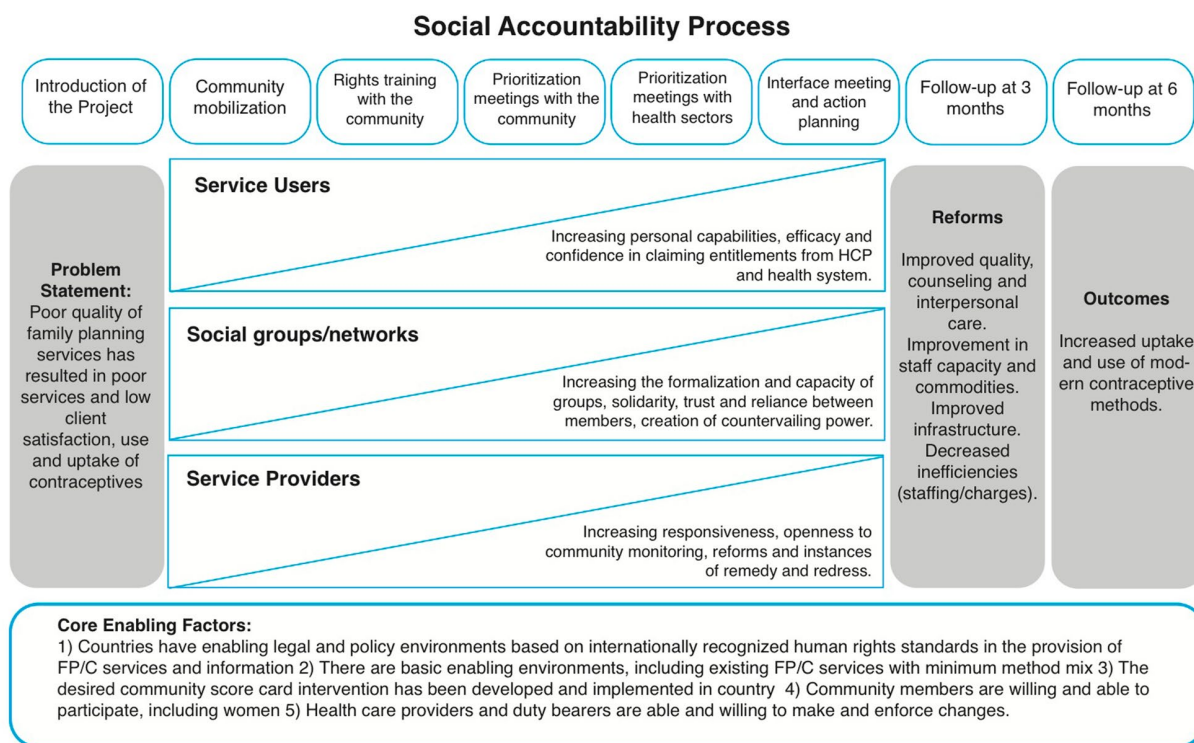 Social Accountability Process
Introduction of
the Project
Community
mobilization
Rights training
with the
community
Prioritization
meetings with the
community
Prioritization
meetings with
health sectors
Interface meeting
and action
planning
Follow-up at 3
months
Follow-up at 6
months
Problem
Statement:
Poor quality of
family planning
services has
resulted in poor
services and low
client
satisfaction, use
and uptake of
contraceptives
Service Users
Increasing personal capabilities, efficacy and
confidence in claiming entitlements from HCP
and health system.
Social groups/networks
Increasing the formalization and capacity of
groups, solidarity, trust and reliance between
members, creation of countervailing power.
Service Providers
Increasing responsiveness, openness to
community monitoring, reforms and instances
of remedy and redress.
Reforms
Improved quality,
counseling and
interpersonal
care.
Improvement in
staff capacity and
commodities.
Improved
infrastructure.
Decreased
inefficiencies
(staffing/charges).
Outcomes
Increased uptake
and use of mod-
ern contraceptive
methods.
Core Enabling Factors:
1) Countries have enabling legal and policy environments based on internationally recognized human rights standards in the provision of
FP/C services and information 2) There are basic enabling environments, including existing FP/C services with minimum method mix 3) The
desired community score card intervention has been developed and implemented in country 4) Community members are willing and able to
participate, including women 5) Health care providers and duty bearers are able and willing to make and enforce changes.